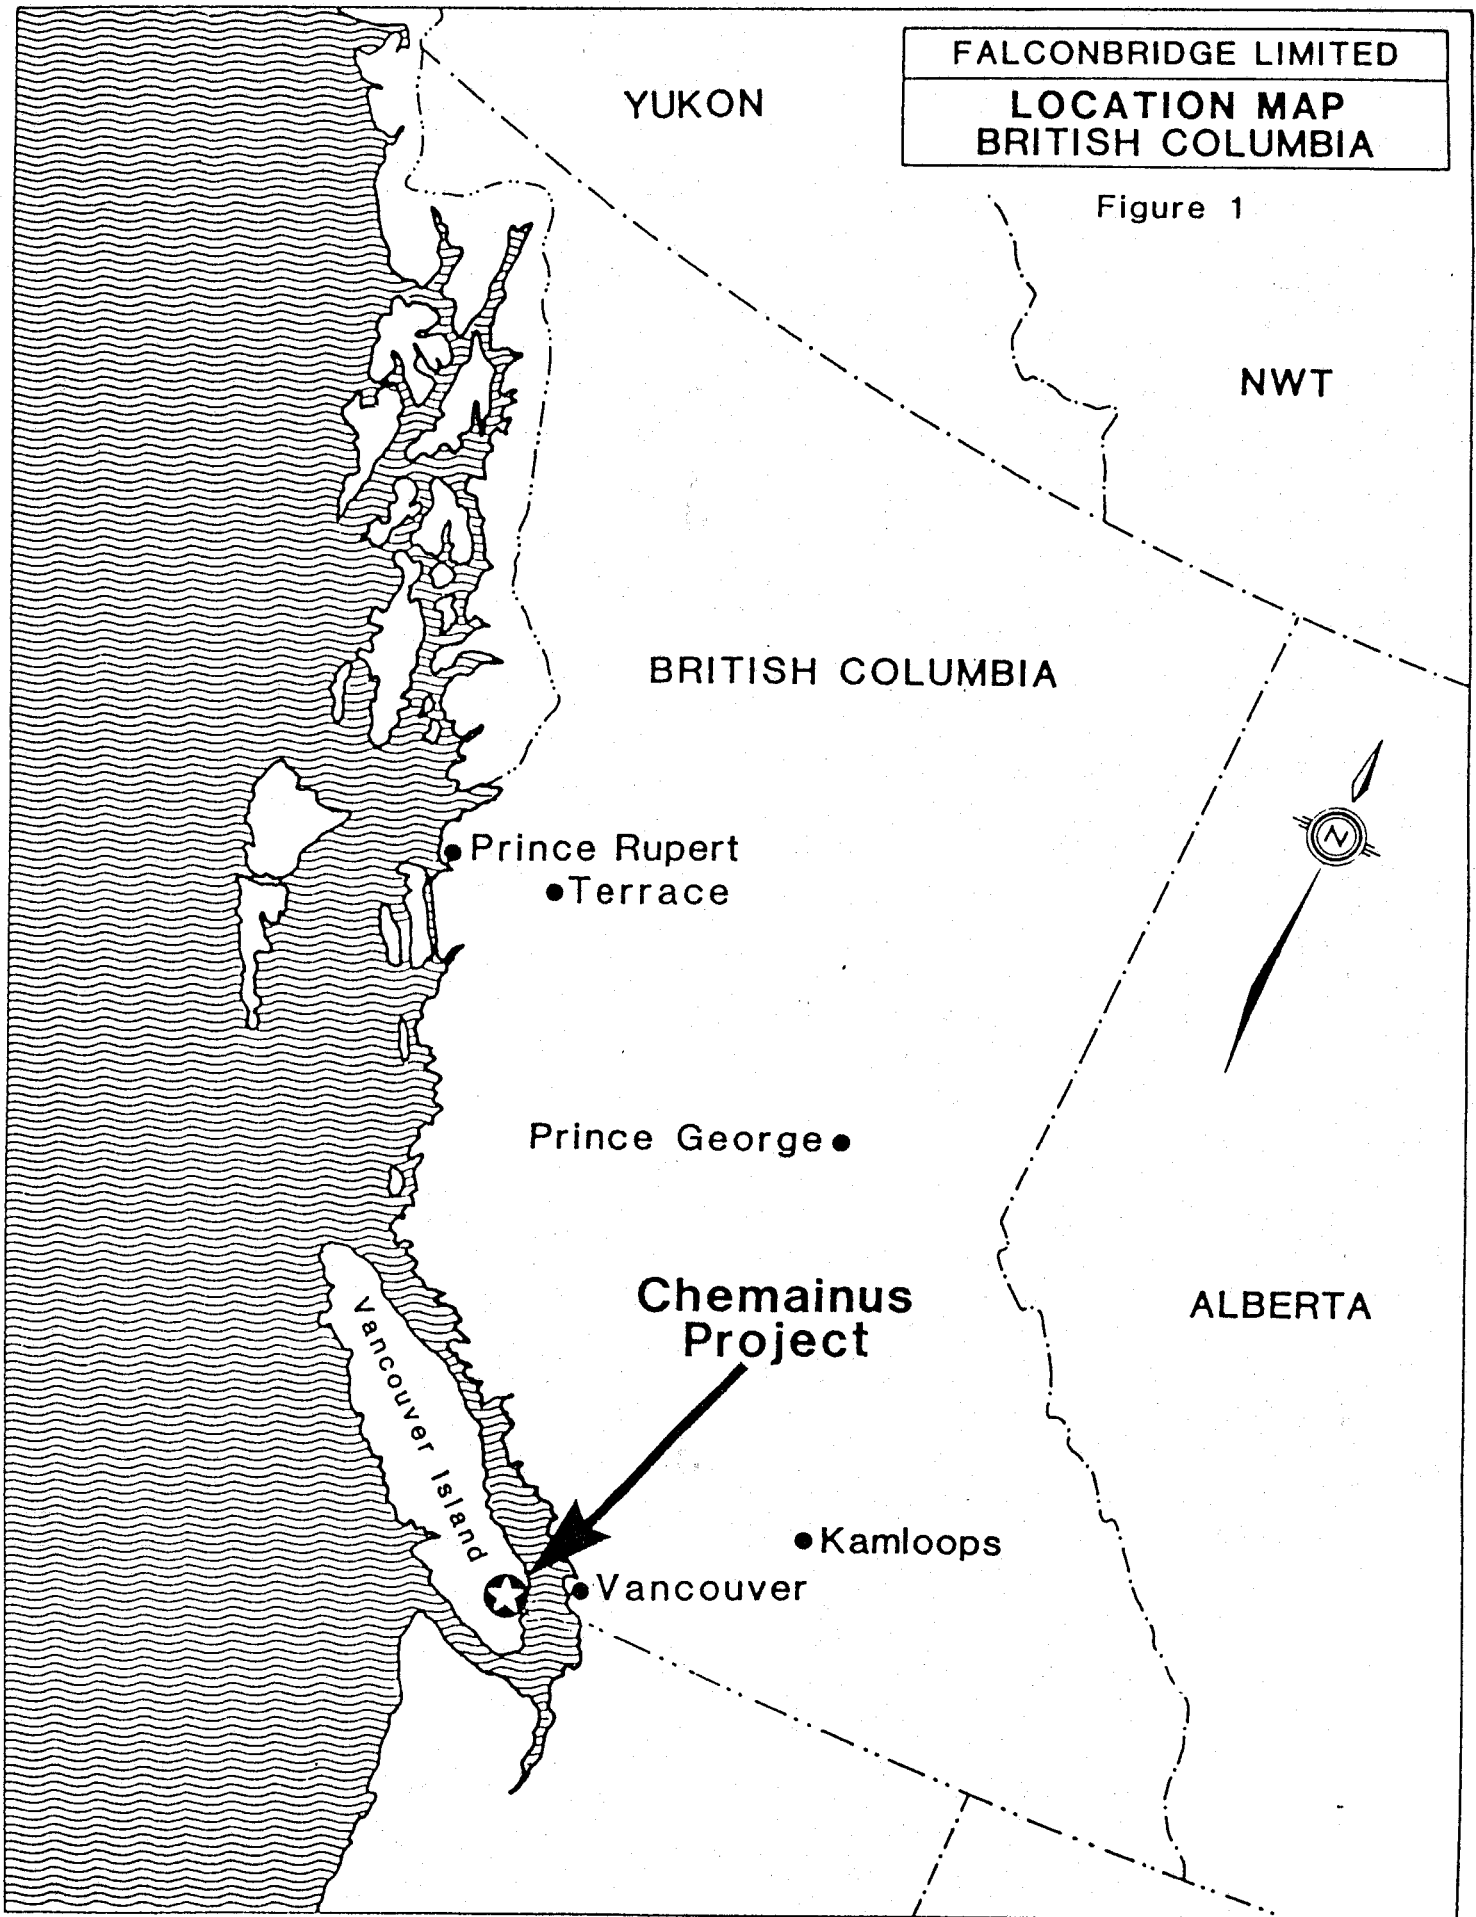 FALCONBRIDGE LIMITED
LOCATION MAP
BRITISH COLUMBIA
Figure 1
YUKON
NWT
BRITISH COLUMBIA
N
Prince Rupert
Terrace
Prince George
Chemainus
Project
ALBERTA
Vancouver Island
Kamloops
Vancouver